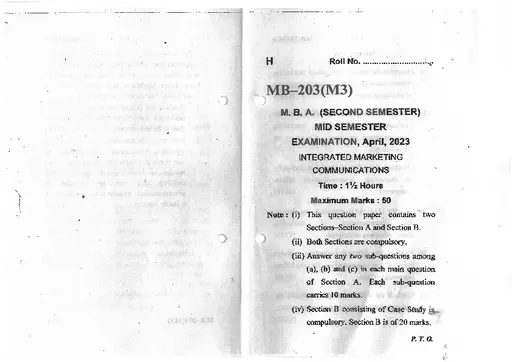 H Roll No. ..............................
MB–203(M3)
M. B. A. (SECOND SEMESTER)
MID SEMESTER
EXAMINATION, April, 2023
INTEGRATED MARKETING
COMMUNICATIONS
Time : 1½ Hours
Maximum Marks : 50
Note : (i) This question paper contains two
Sections–Section A and Section B.
(ii) Both Sections are compulsory.
(iii) Answer any two sub-questions among
(a), (b) and (c) in each main question
of Section A. Each sub-question
carries 10 marks.
(iv) Section B consisting of Case Study is
compulsory. Section B is of 20 marks.
P. T. O.